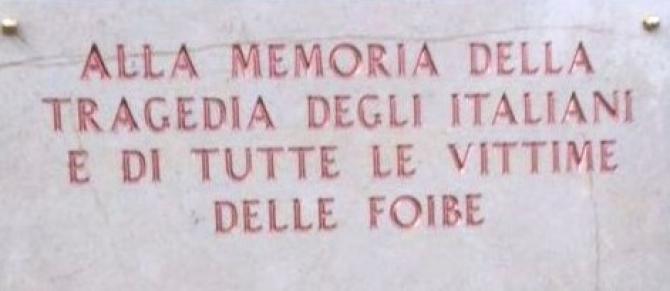 ALLA MEMORIA DELLA
TRAGEDIA DEGLI ITALIANI
E DI TUTTE LE VITTIME
DELLE FOIBE